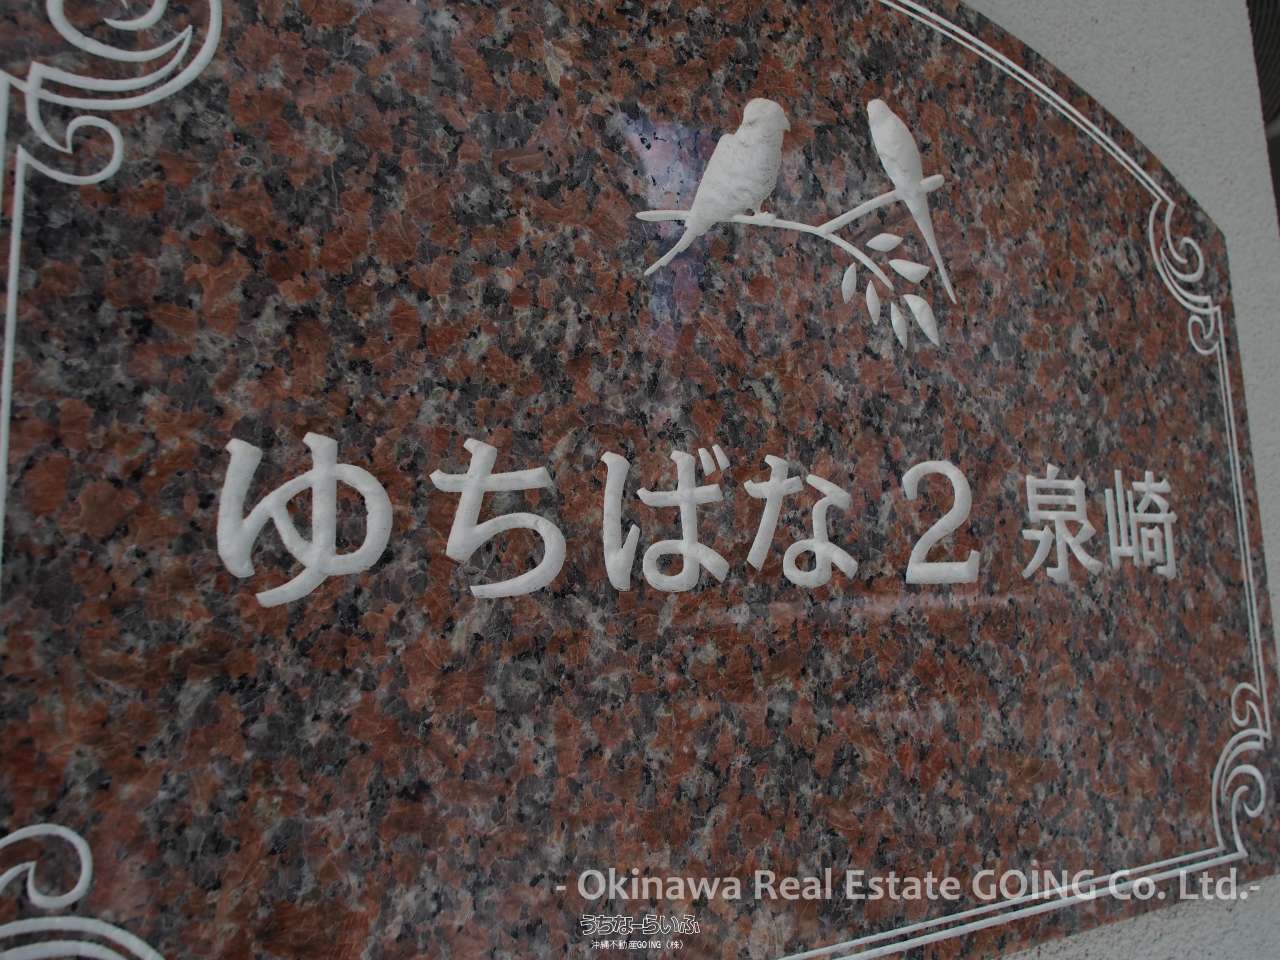 ゆちばな2 泉崎
- Okinawa Real Estate GOING Co. Ltd.-
うちなーらいふ
沖縄不動産GOING（株）